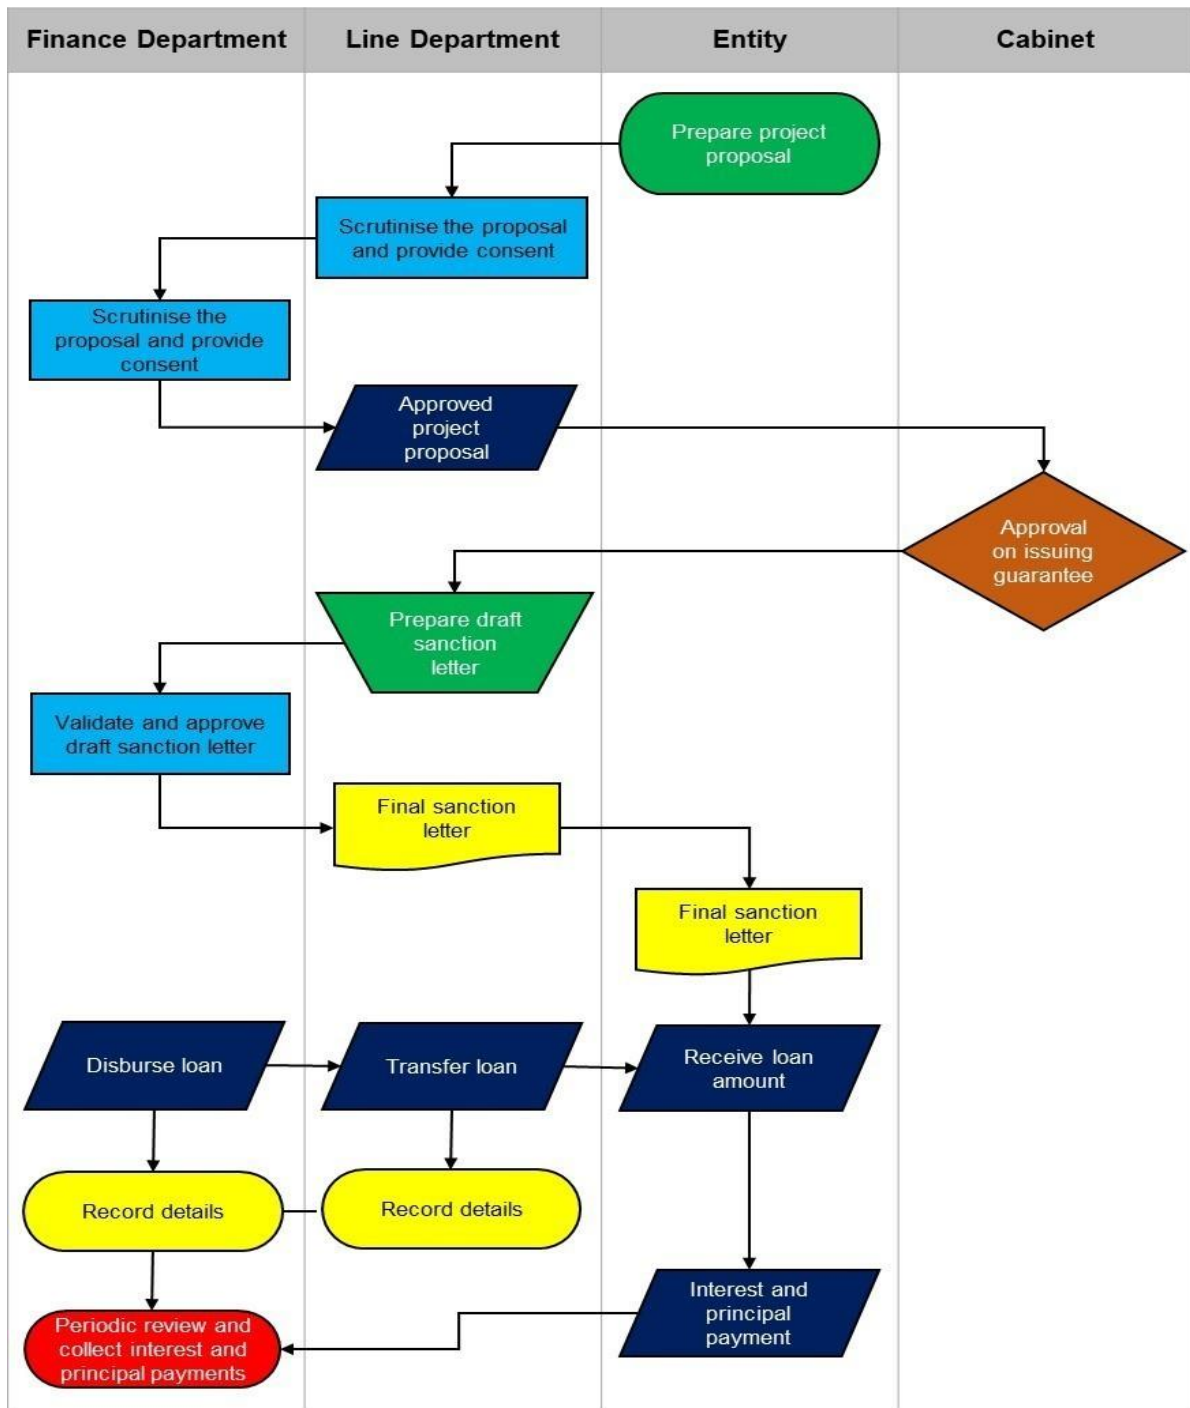 Finance Department
Line Department
Entity
Cabinet
Prepare project
proposal
Scrutinise the proposal
and provide consent
Scrutinise the
proposal and provide
consent
Approved
project
proposal
Approval
on issuing
guarantee
Prepare draft
sanction
letter
Validate and approve
draft sanction letter
Final sanction
letter
Final sanction
letter
Disburse loan
Transfer loan
Receive loan
amount
Record details
Record details
Interest and
principal
payment
Periodic review and
collect interest and
principal payments